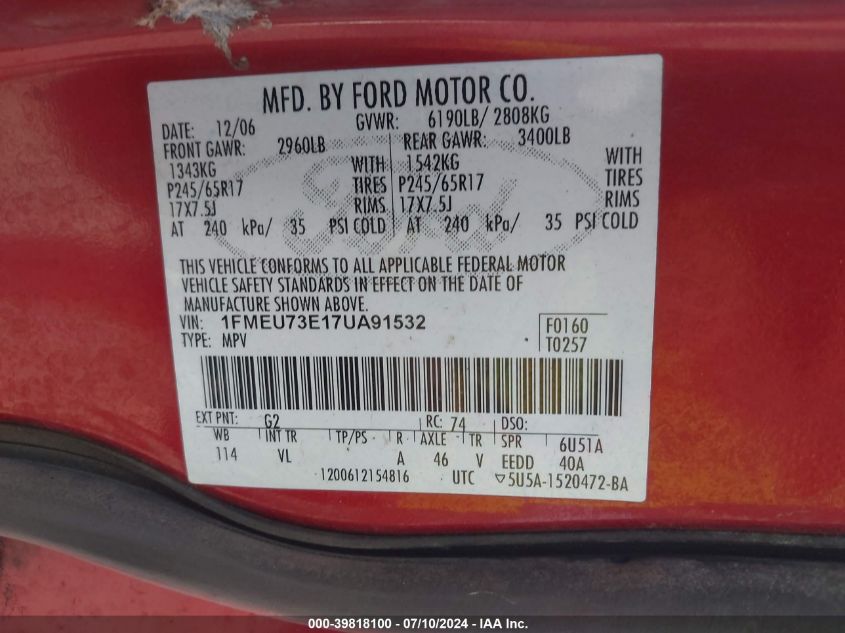 MFD. BY FORD MOTOR CO.
DATE: 12/06 GVWR: 6190LB/ 2808KG
FRONT GAWR: 2960LB REAR GAWR: 3400LB
1343KG WITH 1542KG WITH
P245/65R17 TIRES P245/65R17 TIRES
17X7.5J RIMS 17X7.5J RIMS
AT 240 kPa/ 35 PSI COLD AT 240 kPa/ 35 PSI COLD
Ford
THIS VEHICLE CONFORMS TO ALL APPLICABLE FEDERAL MOTOR
VEHICLE SAFETY STANDARDS IN EFFECT ON THE DATE OF
MANUFACTURE SHOWN ABOVE.
VIN: 1FMEU73E17UA91532 F0160
TYPE: MPV T0257
EXT PNT: G2 RC: 74 DSO:
WB INT TR TP/PS R AXLE TR SPR 6U51A
114 VL A 46 V EEDD 40A
1200612154816 UTC ▽5U5A-1520472-BA
000-39818100 - 07/10/2024 - IAA Inc.